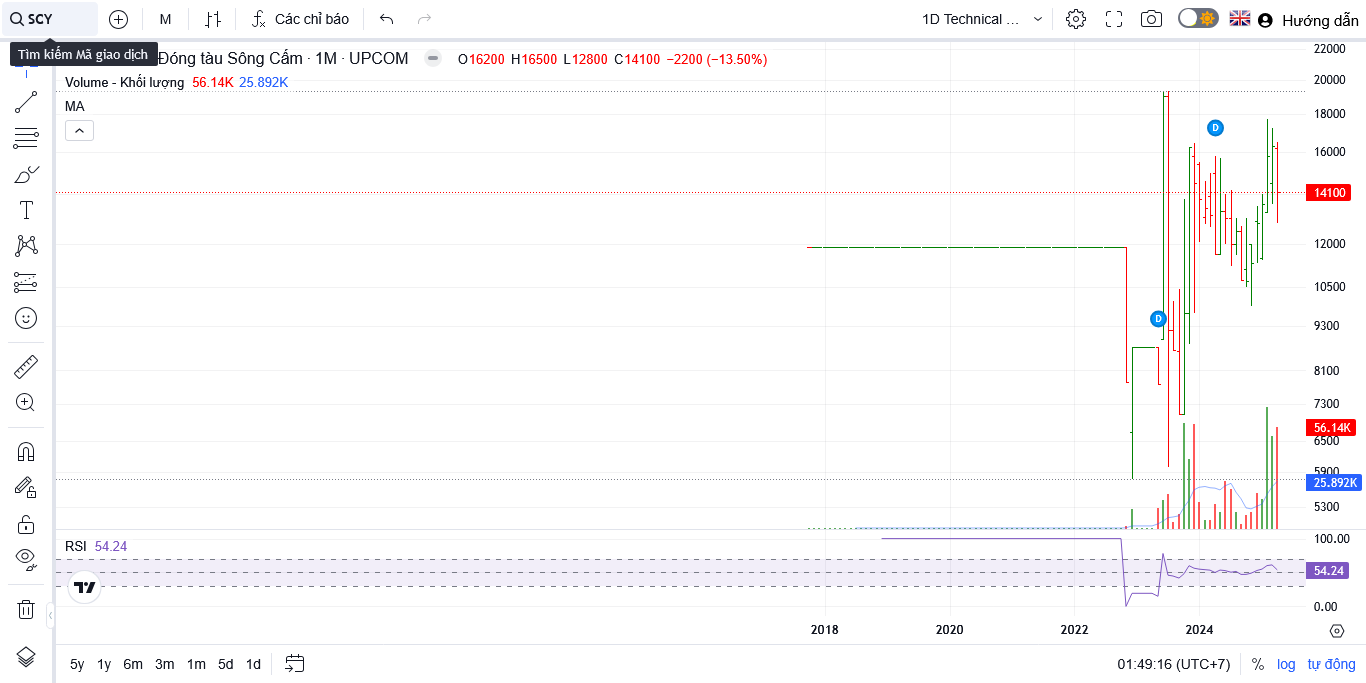 SCY M Các chỉ báo 1D Technical ... Hướng dẫn
Tìm kiếm Mã giao dịch
Đóng tàu Sông Cấm · 1M · UPCOM O16200 H16500 L12800 C14100 −2200 (−13.50%)
Volume - Khối lượng 56.14K 25.892K
MA
22000
20000
18000
D
16000
14100
12000
10500
D
9300
8100
7300
56.14K
6500
5900
25.892K
5300
RSI 54.24
100.00
54.24
0.00
2018 2020 2022 2024
5y 1y 6m 3m 1m 5d 1d 01:49:16 (UTC+7) % log tự động